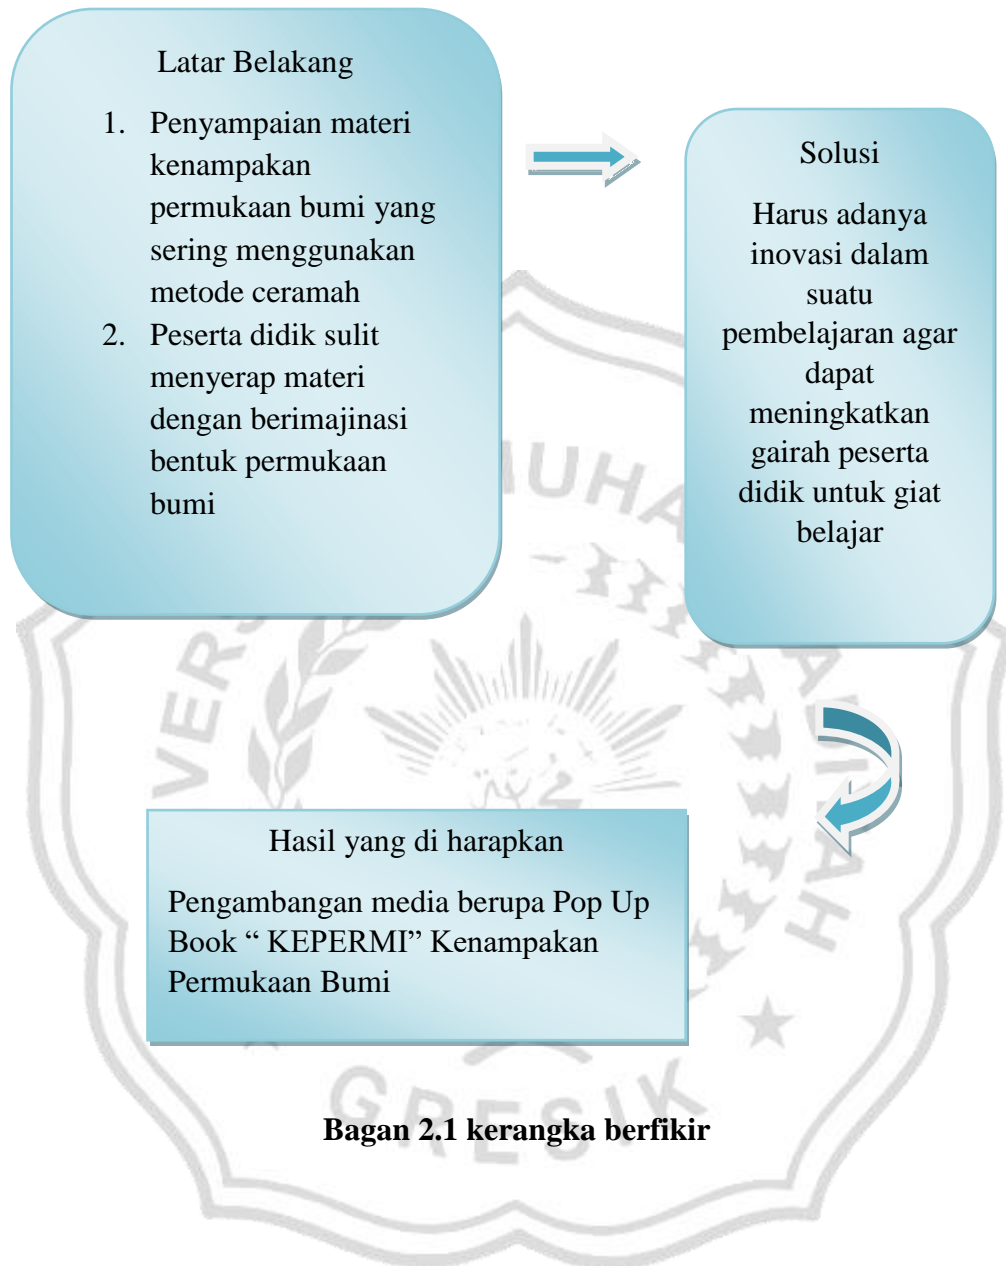 Latar Belakang
1. Penyampaian materi
kenampakan
permukaan bumi yang
sering menggunakan
metode ceramah
2. Peserta didik sulit
menyerap materi
dengan berimajinasi
bentuk permukaan
bumi
Solusi
Harus adanya
inovasi dalam
suatu
pembelajaran agar
dapat
meningkatkan
gairah peserta
didik untuk giat
belajar
Hasil yang di harapkan
Pengambangan media berupa Pop Up
Book “ KEPERMI” Kenampakan
Permukaan Bumi
Bagan 2.1 kerangka berfikir
GRESIK